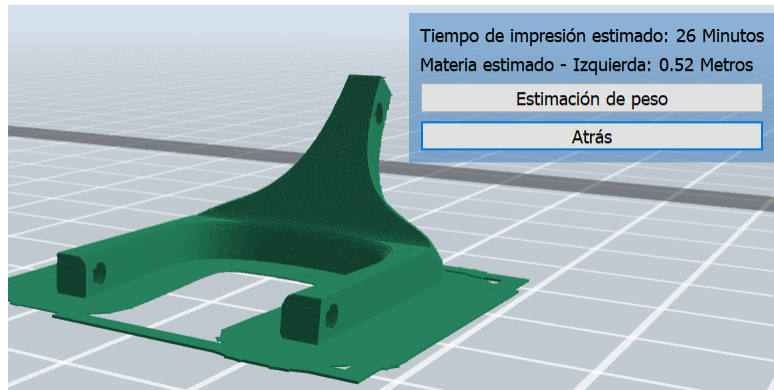 Tiempo de impresión estimado: 26 Minutos
Materia estimado - Izquierda: 0.52 Metros
Estimación de peso
Atrás